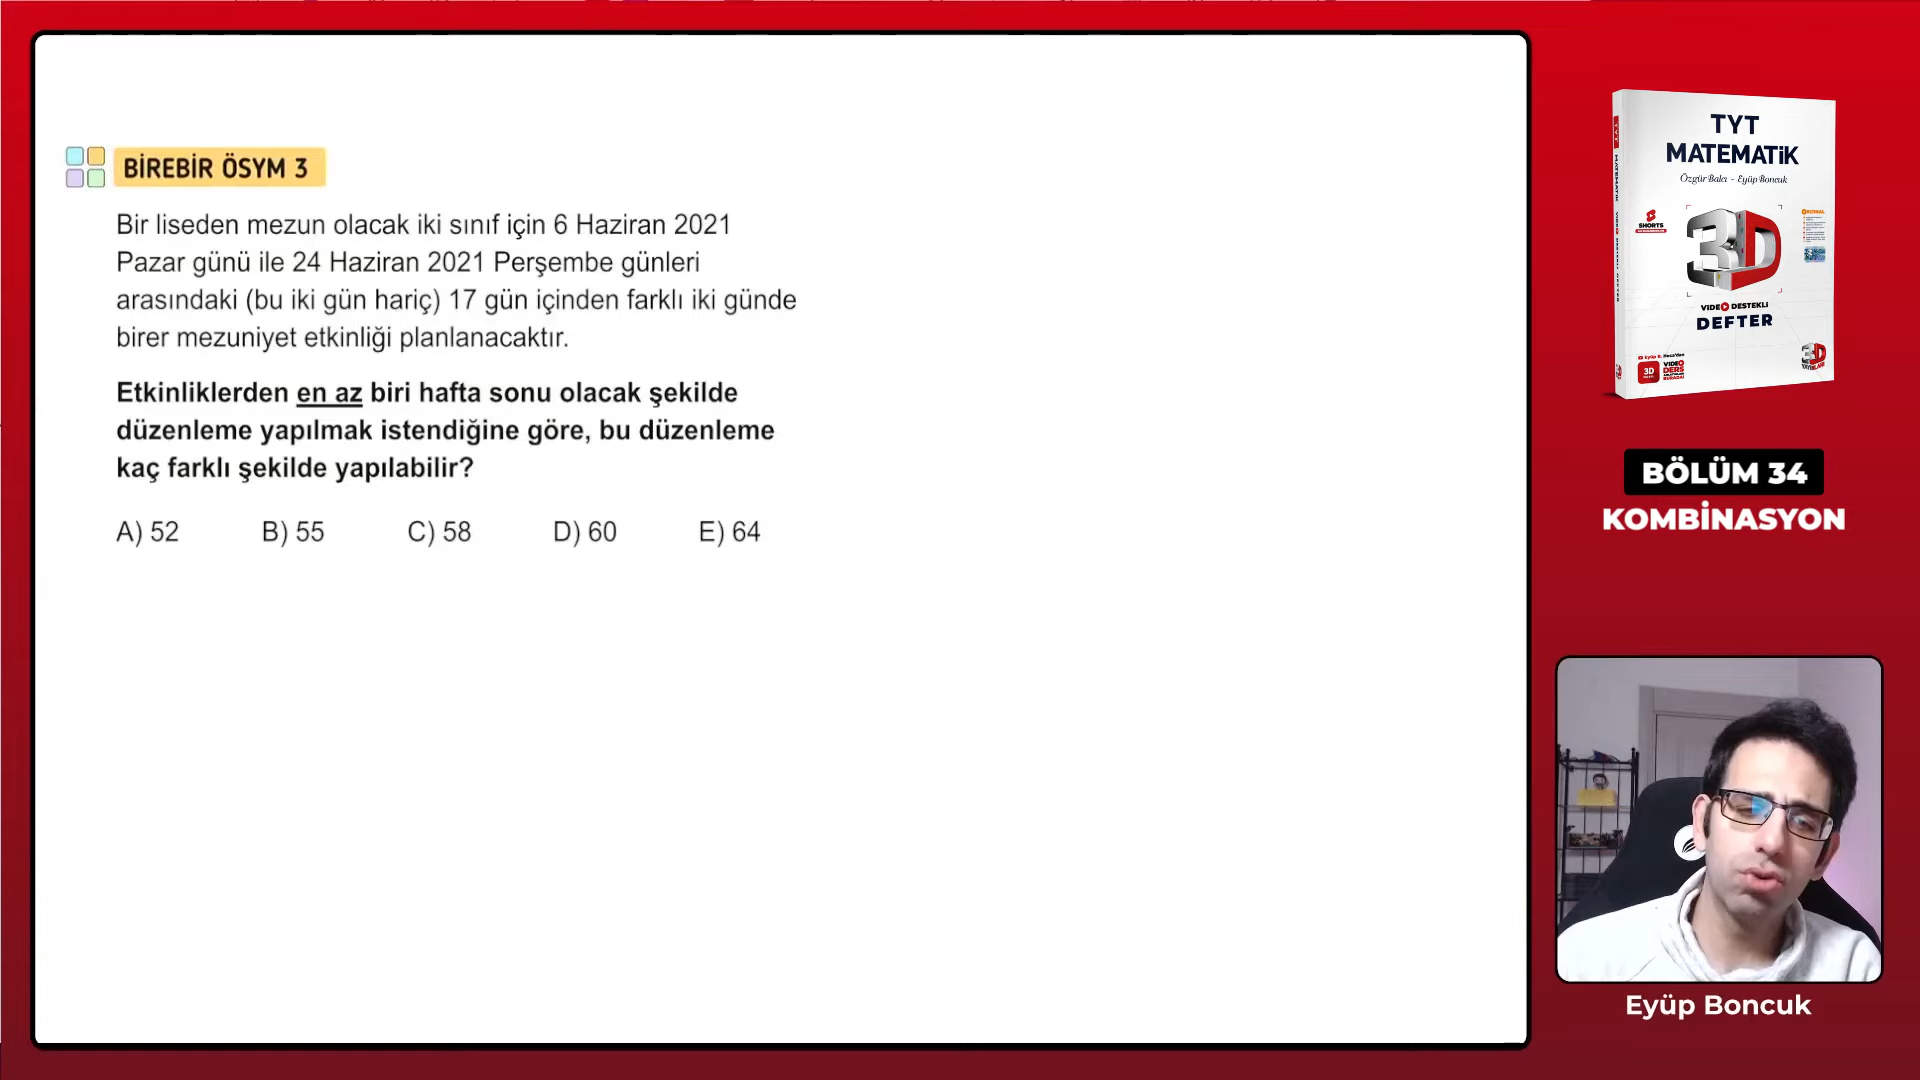 BİREBİR ÖSYM 3
Bir liseden mezun olacak iki sınıf için 6 Haziran 2021
Pazar günü ile 24 Haziran 2021 Perşembe günleri
arasındaki (bu iki gün hariç) 17 gün içinden farklı iki günde
birer mezuniyet etkinliği planlanacaktır.
Etkinliklerden en az biri hafta sonu olacak şekilde
düzenleme yapılmak istendiğine göre, bu düzenleme
kaç farklı şekilde yapılabilir?
A) 52 B) 55 C) 58 D) 60 E) 64
TYT
MATEMATİK
Özgür Balcı - Eyüp Boncuk
SHORTS
3D
VIDEO DESTEKLİ
DEFTER
BÖLÜM 34
KOMBİNASYON
Eyüp Boncuk